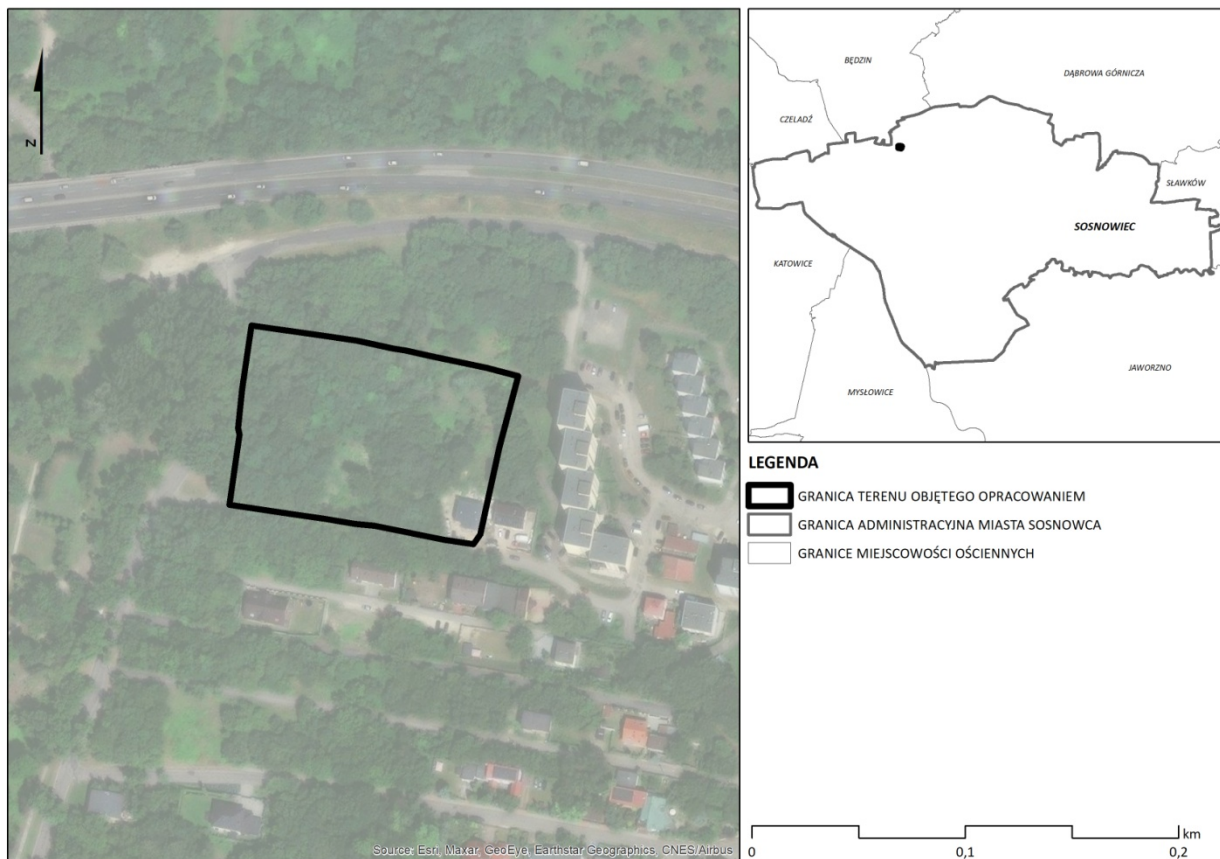 N
Source: Esri, Maxar, GeoEye, Earthstar Geographics, CNES/Airbus
BĘDZIN
DĄBROWA GÓRNICZA
CZELADŹ
SŁAWKÓW
SOSNOWIEC
KATOWICE
JAWORZNO
MYSŁOWICE
LEGENDA
GRANICA TERENU OBJĘTEGO OPRACOWANIEM
GRANICA ADMINISTRACYJNA MIASTA SOSNOWCA
GRANICE MIEJSCOWOŚCI OŚCIENNYCH
km
0 0,1 0,2